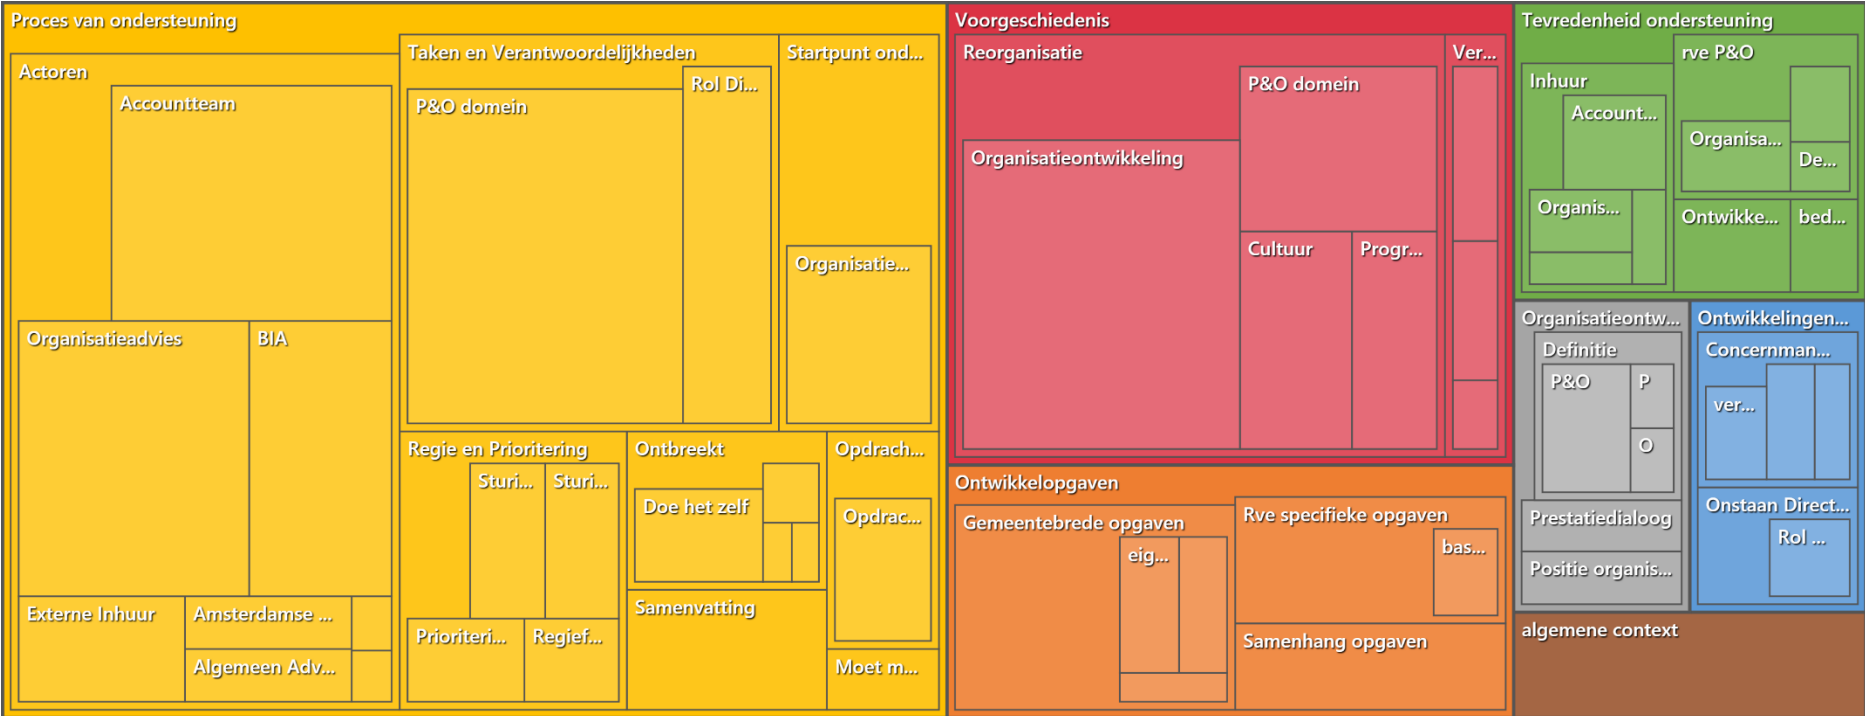 Proces van ondersteuning
Actoren
Accountteam
Organisatieadvies
BIA
Externe Inhuur
Amsterdamse ...
Algemeen Adv...
Taken en Verantwoordelijkheden
P&O domein
Rol Di...
Startpunt ond...
Organisatie...
Regie en Prioritering
Sturi...
Sturi...
Prioriteri...
Regief...
Ontbreekt
Doe het zelf
Samenvatting
Opdrach...
Opdrac...
Moet m...
Voorgeschiedenis
Reorganisatie
Organisatieontwikkeling
P&O domein
Cultuur
Progr...
Ver...
Ontwikkelopgaven
Gemeentebrede opgaven
eig...
Rve specifieke opgaven
bas...
Samenhang opgaven
Tevredenheid ondersteuning
Inhuur
Account...
Organis...
rve P&O
Organisa...
De...
Ontwikke...
bed...
Organisatieontw...
Definitie
P&O
P
O
Prestatiedialoog
Positie organis...
Ontwikkelingen...
Concernman...
ver...
Onstaan Direct...
Rol ...
algemene context